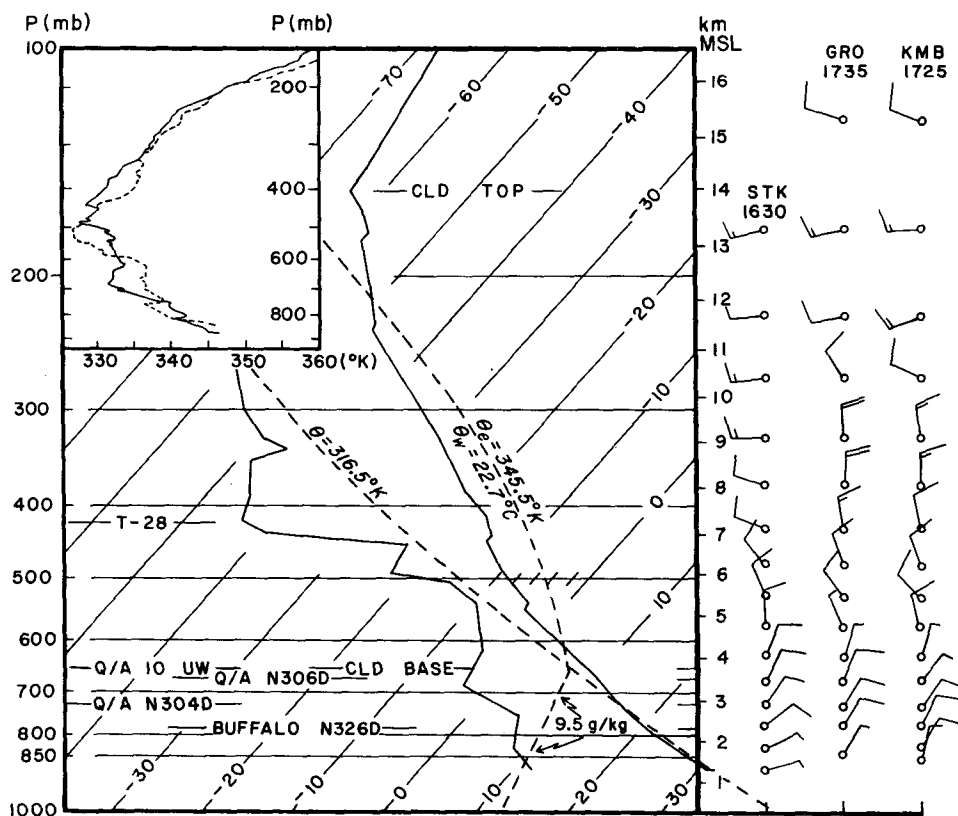 P (mb)
P (mb)
km
MSL
GRO
1735
KMB
1725
100
200
400
600
800
200
330
340
350
360 (°K)
-70
-60
-50
-40
-30
-20
-10
0
10
CLD TOP
STK
1630
16
15
14
13
12
11
10
9
8
7
6
5
4
3
2
1
300
400
500
600
700
800
850
1000
θ=316.5°K
θe=345.5°K
θw=22.7°C
T-28
Q/A 10 UW
Q/A N306D
CLD BASE
Q/A N304D
BUFFALO N326D
9.5 g/kg
-30
-20
-10
-0
-10
-20
-30